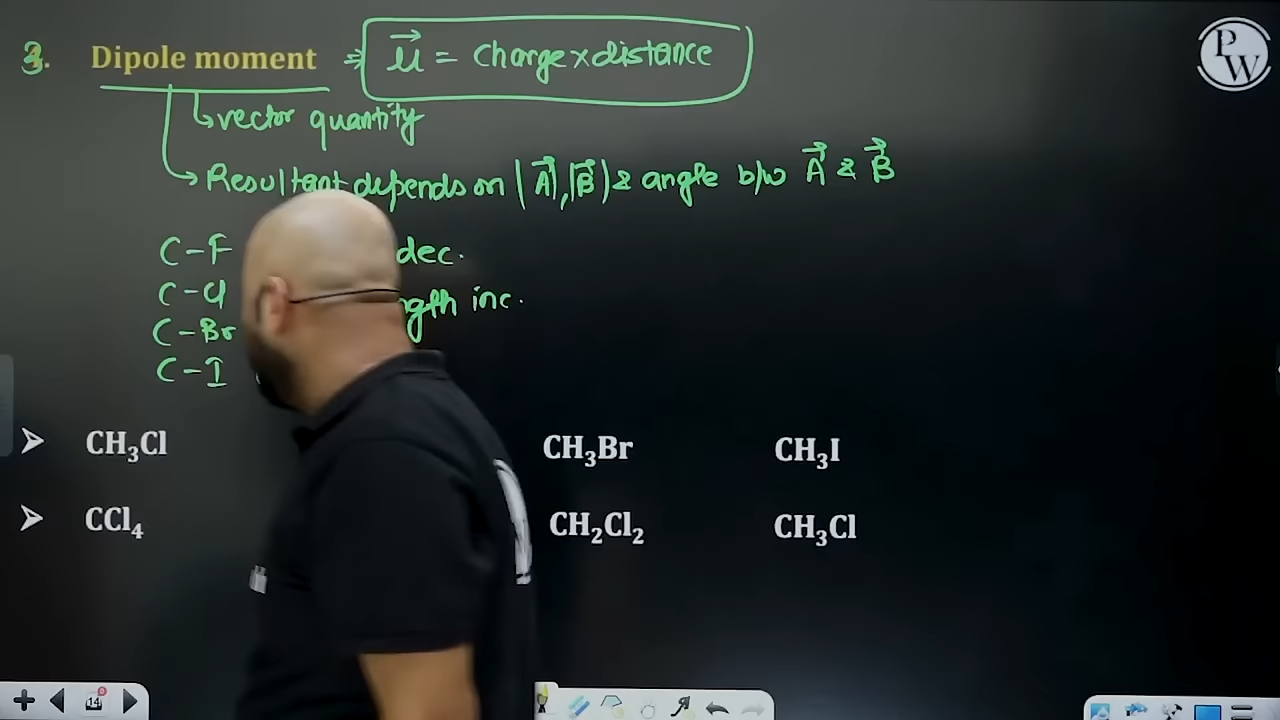 3. Dipole moment ⇒ μ⃗ = charge × distance
↳ vector quantity
↳ Resultant depends on |A⃗|, |B⃗| & angle b/w A⃗ & B⃗
C-F dec.
C-Cl inc.
C-Br
C-I
➤ CH₃Cl CH₃Br CH₃I
➤ CCl₄ CH₂Cl₂ CH₃Cl
PW
14